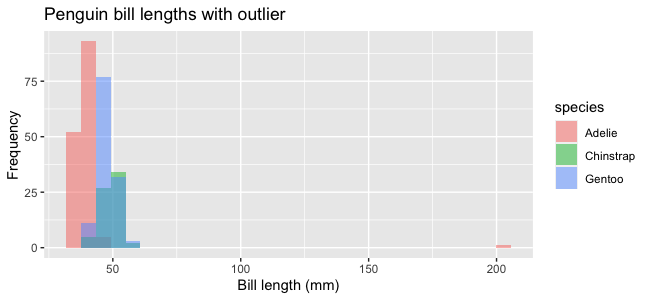 Penguin bill lengths with outlier
Frequency
75
50
25
0
50
100
150
200
Bill length (mm)
species
Adelie
Chinstrap
Gentoo